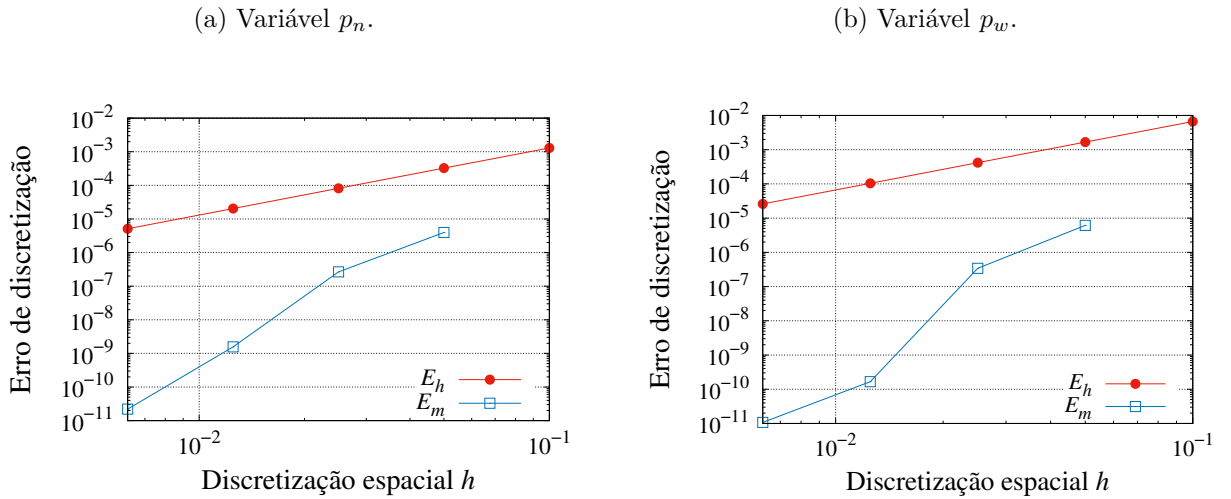 (a) Variável $p_n$.
(b) Variável $p_w$.
Erro de discretização
10⁻²
10⁻³
10⁻⁴
10⁻⁵
10⁻⁶
10⁻⁷
10⁻⁸
10⁻⁹
10⁻¹⁰
10⁻¹¹
E_h
E_m
10⁻²
10⁻¹
Discretização espacial h
Erro de discretização
10⁻²
10⁻³
10⁻⁴
10⁻⁵
10⁻⁶
10⁻⁷
10⁻⁸
10⁻⁹
10⁻¹⁰
10⁻¹¹
E_h
E_m
10⁻²
10⁻¹
Discretização espacial h